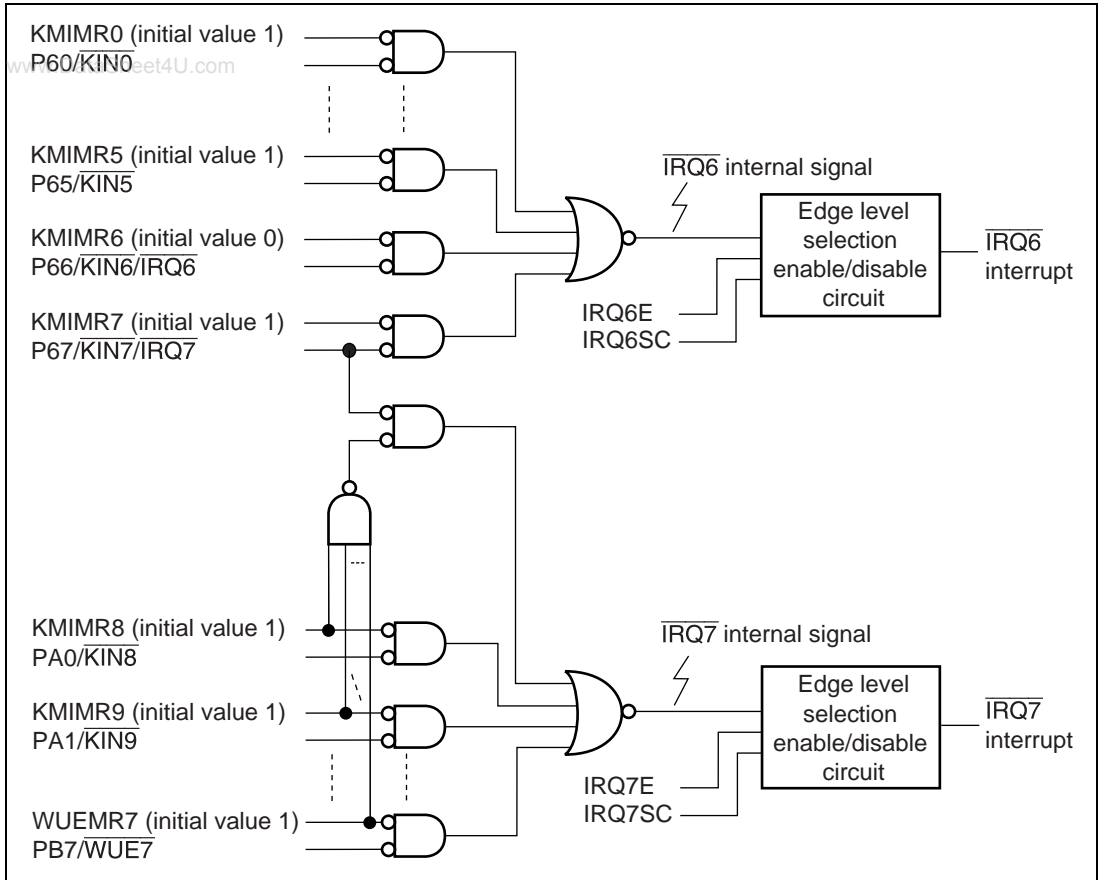 KMIMR0 (initial value 1)
P60/KIN0
www.DataSheet4U.com
KMIMR5 (initial value 1)
P65/KIN5
IRQ6 internal signal
KMIMR6 (initial value 0)
P66/KIN6/IRQ6
Edge level
selection
enable/disable
circuit
IRQ6
interrupt
KMIMR7 (initial value 1)
P67/KIN7/IRQ7
IRQ6E
IRQ6SC
KMIMR8 (initial value 1)
PA0/KIN8
IRQ7 internal signal
KMIMR9 (initial value 1)
PA1/KIN9
Edge level
selection
enable/disable
circuit
IRQ7
interrupt
IRQ7E
IRQ7SC
WUEMR7 (initial value 1)
PB7/WUE7